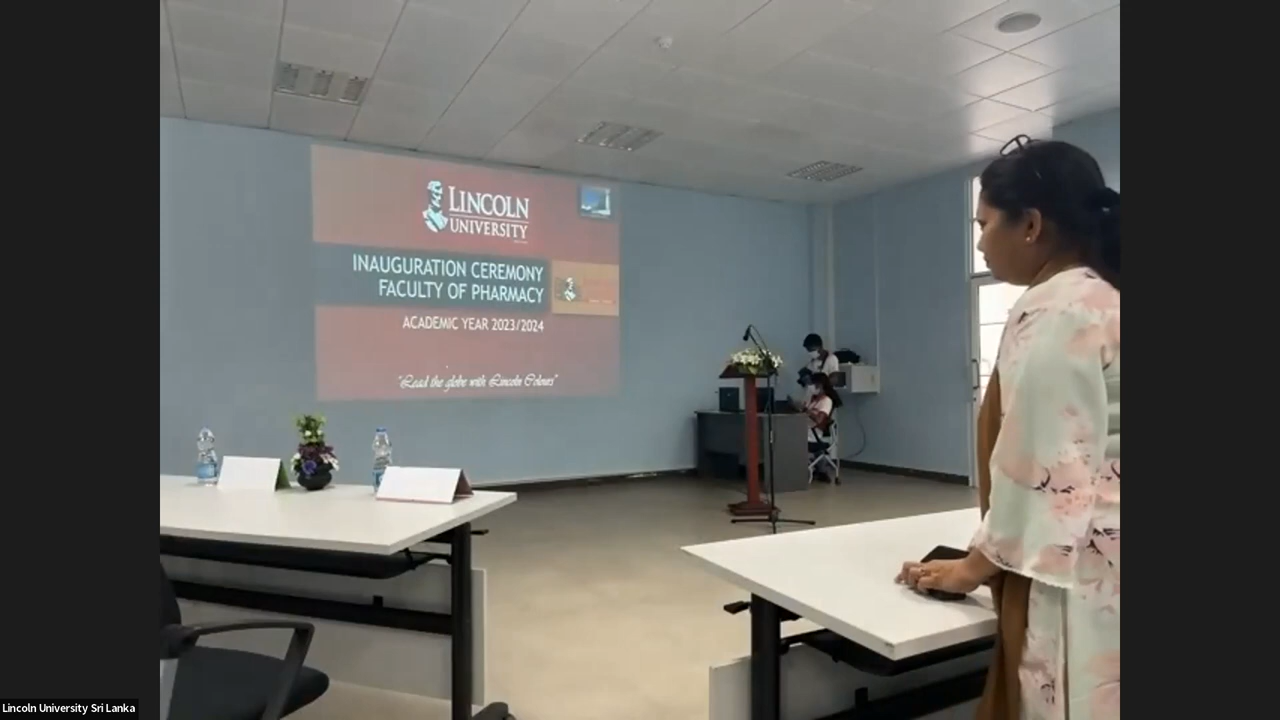 LINCOLN
UNIVERSITY
INAUGURATION CEREMONY
FACULTY OF PHARMACY
ACADEMIC YEAR 2023/2024
"Lead the globe with Lincoln Colours"
Lincoln University Sri Lanka